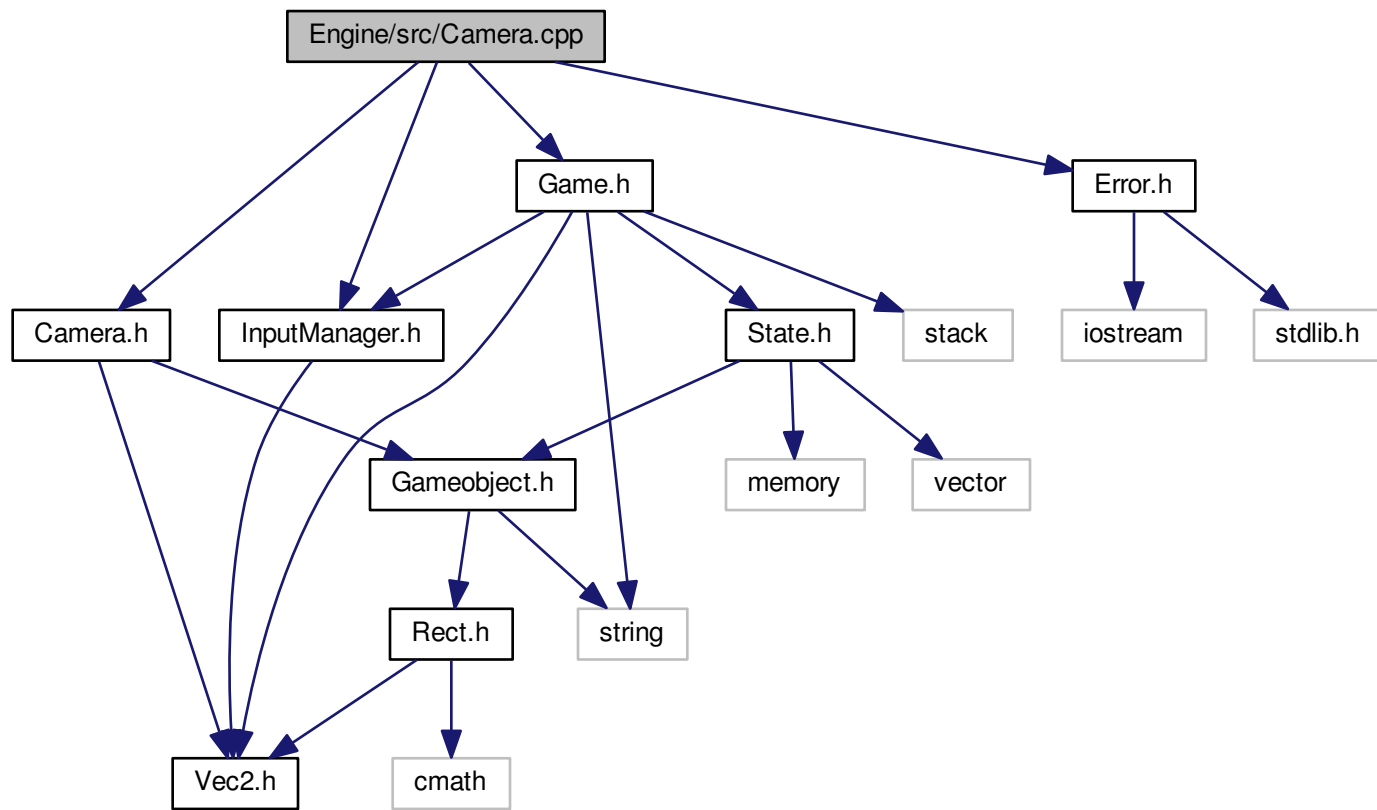 Engine/src/Camera.cpp
Game.h
Error.h
Camera.h
InputManager.h
State.h
stack
iostream
stdlib.h
Gameobject.h
memory
vector
Rect.h
string
Vec2.h
cmath